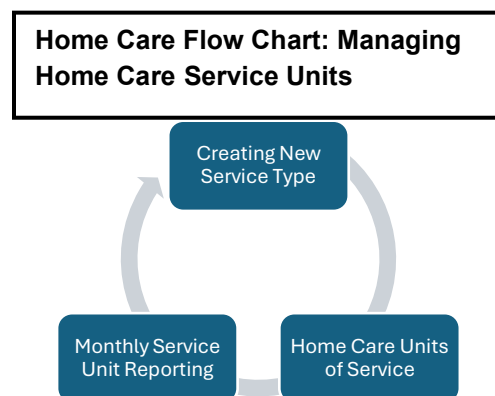 Home Care Flow Chart: Managing
Home Care Service Units
Creating New
Service Type
Monthly Service
Unit Reporting
Home Care Units
of Service